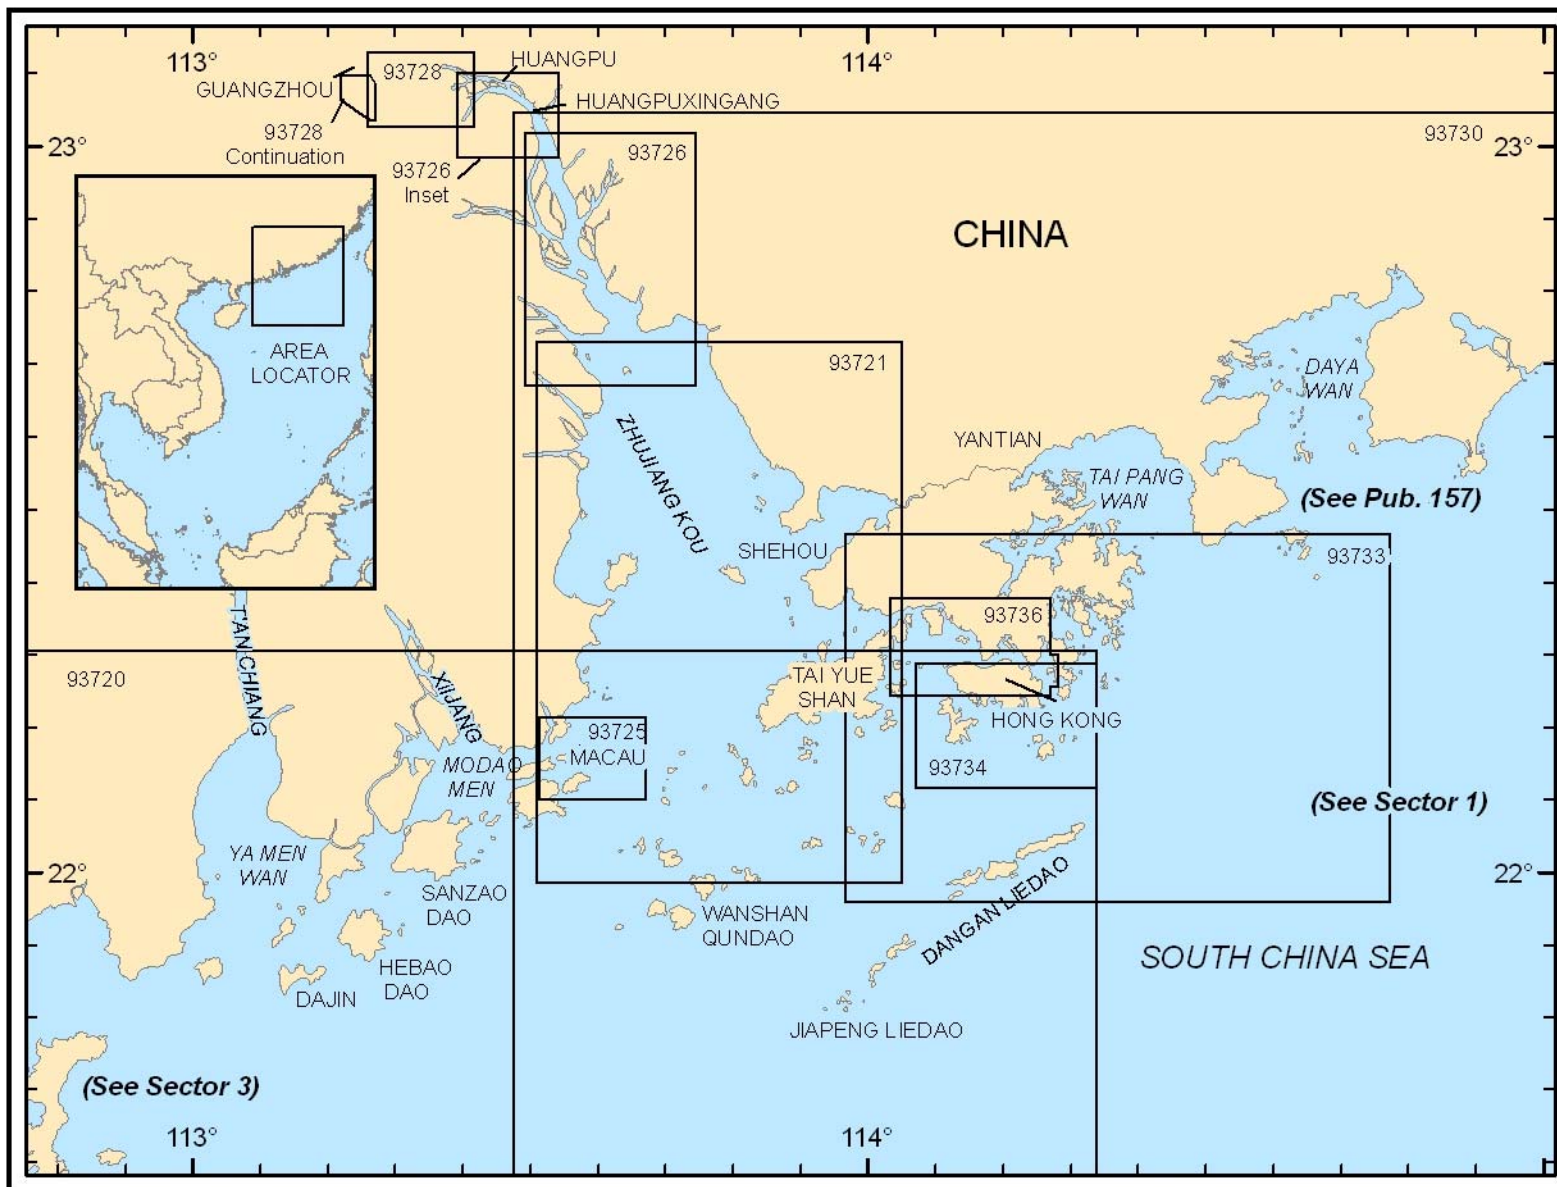 113°
114°
HUANGPU
93728
GUANGZHOU
HUANGPUXINGANG
93728
Continuation
23°
93730
23°
93726
93726
Inset
CHINA
AREA
LOCATOR
93721
DAYA
WAN
ZHUJIANG KOU
YANTIAN
TAI PANG
WAN
(See Pub. 157)
SHEHOU
93733
93736
T'AN CHIANG
93720
XIJIANG
TAI YUE
SHAN
HONG KONG
93725
MACAU
MODAO
MEN
93734
(See Sector 1)
YA MEN
WAN
22°
22°
SANZAO
DAO
WANSHAN
QUNDAO
DANGAN LIEDAO
SOUTH CHINA SEA
HEBAO
DAO
DAJIN
JIAPENG LIEDAO
(See Sector 3)
113°
114°